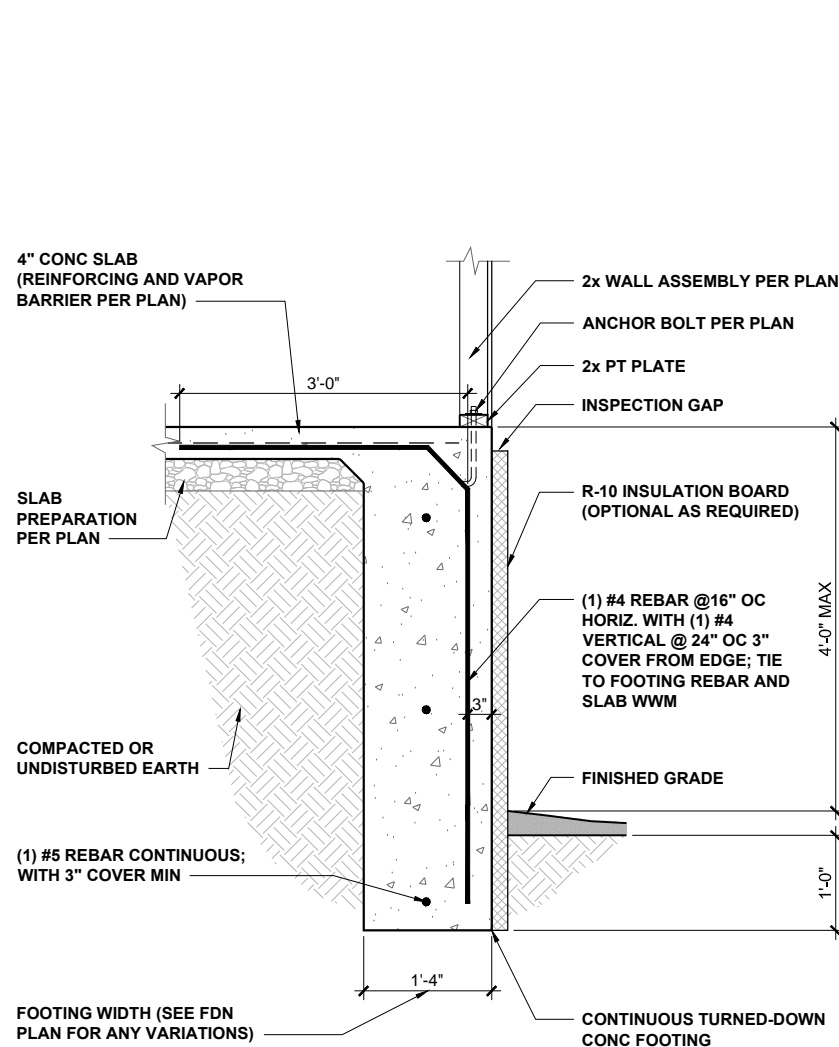 4" CONC SLAB
(REINFORCING AND VAPOR
BARRIER PER PLAN)
3'-0"
SLAB
PREPARATION
PER PLAN
COMPACTED OR
UNDISTURBED EARTH
(1) #5 REBAR CONTINUOUS;
WITH 3" COVER MIN
1'-4"
FOOTING WIDTH (SEE FDN
PLAN FOR ANY VARIATIONS)
2x WALL ASSEMBLY PER PLAN
ANCHOR BOLT PER PLAN
2x PT PLATE
INSPECTION GAP
R-10 INSULATION BOARD
(OPTIONAL AS REQUIRED)
(1) #4 REBAR @16" OC
HORIZ. WITH (1) #4
VERTICAL @ 24" OC 3"
COVER FROM EDGE; TIE
TO FOOTING REBAR AND
SLAB WWM
3"
4'-0" MAX
FINISHED GRADE
1'-0"
CONTINUOUS TURNED-DOWN
CONC FOOTING